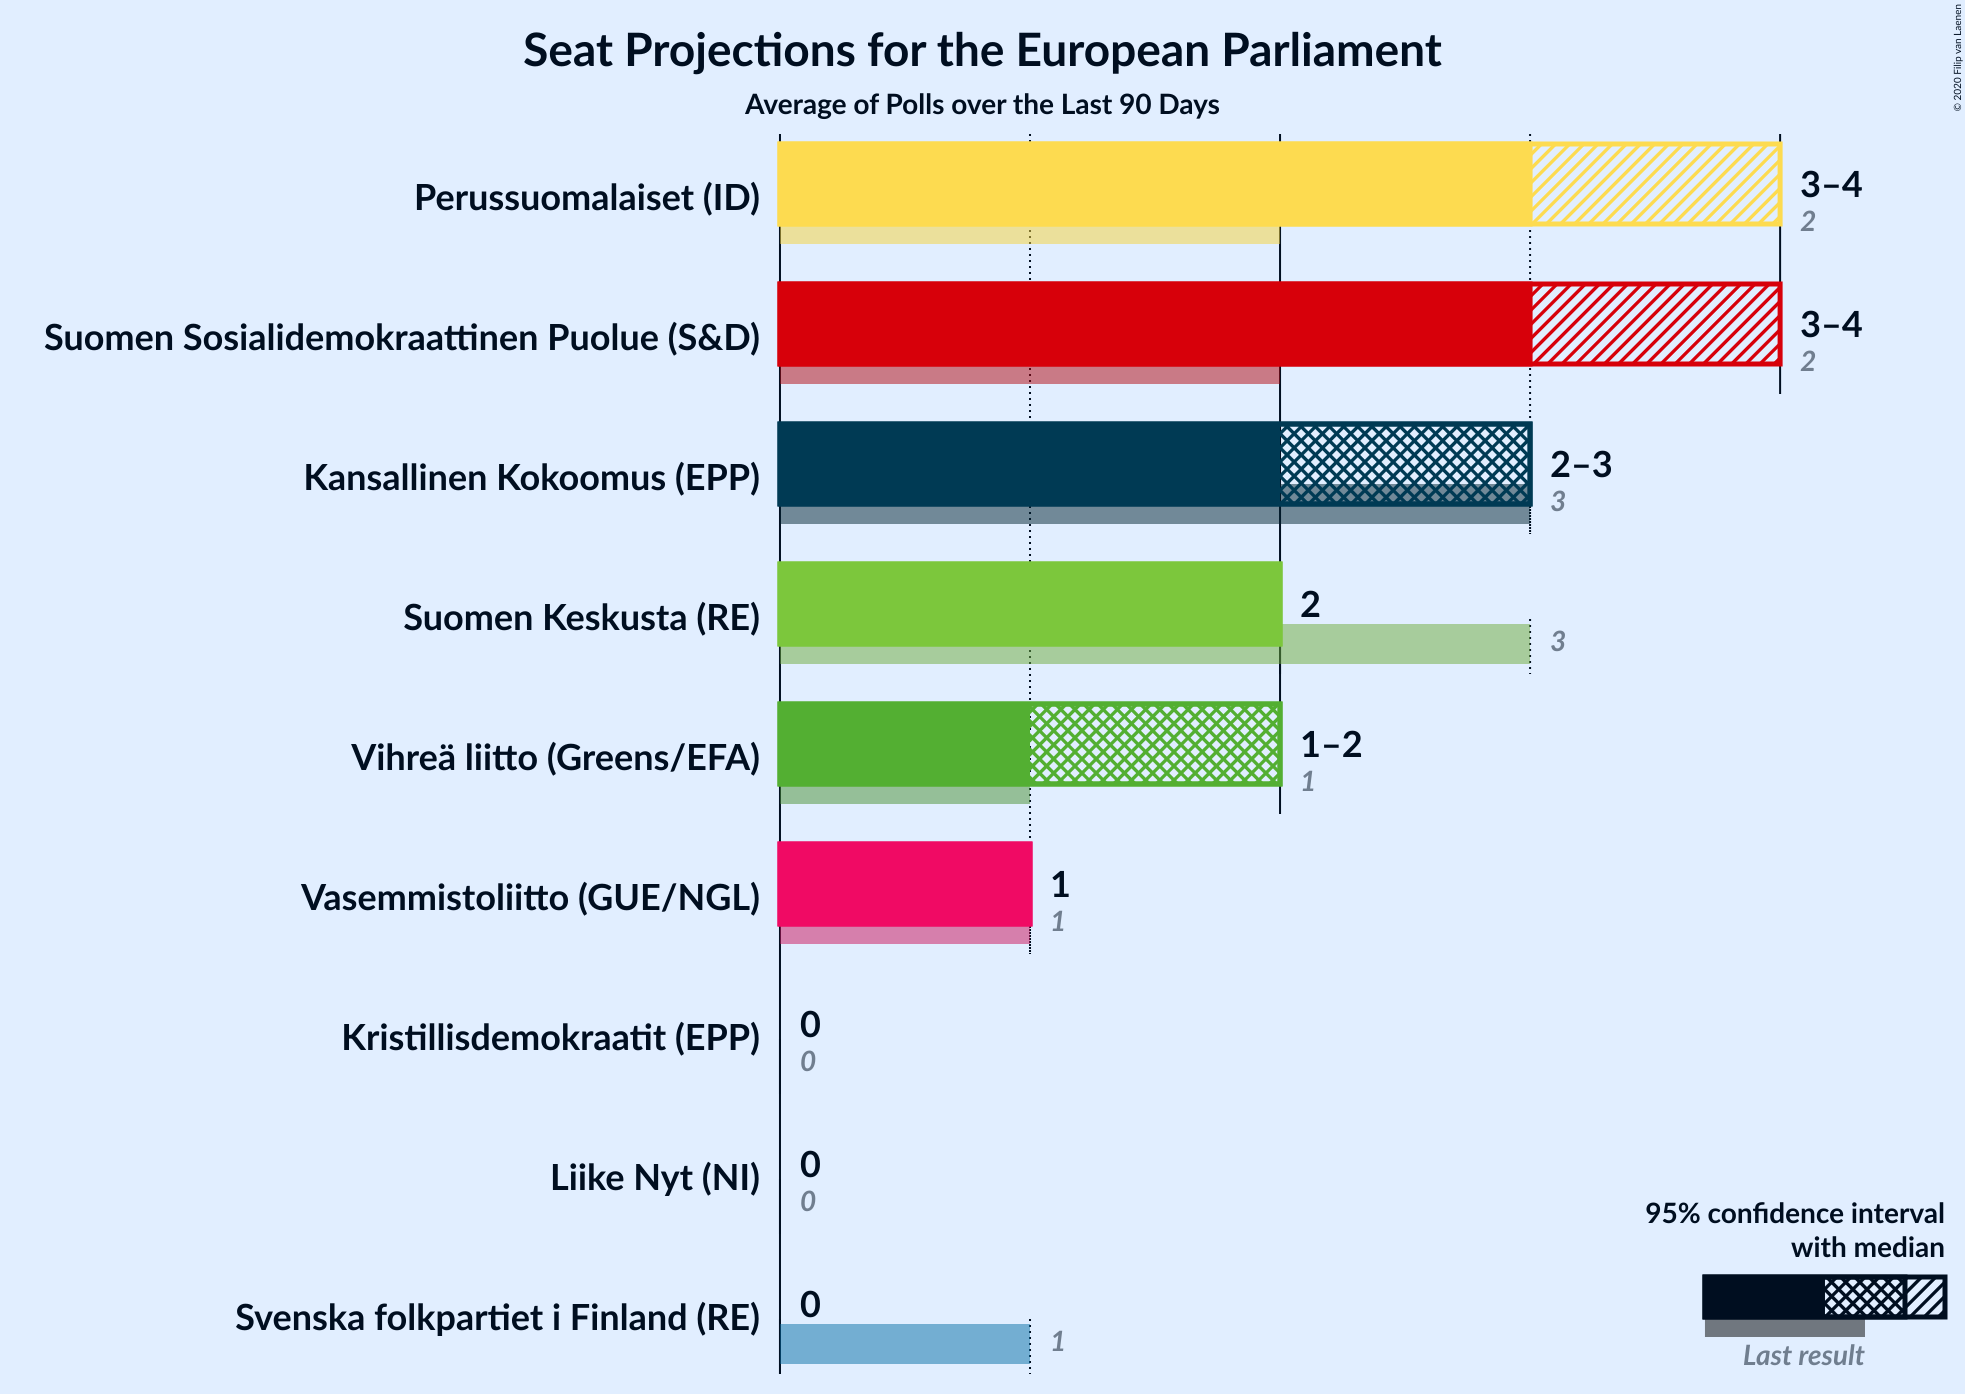 Seat Projections for the European Parliament
Average of Polls over the Last 90 Days
© 2020 Filip van Laenen
Perussuomalaiset (ID)
3–4
2
Suomen Sosialidemokraattinen Puolue (S&D)
3–4
2
Kansallinen Kokoomus (EPP)
2–3
3
Suomen Keskusta (RE)
2
3
Vihreä liitto (Greens/EFA)
1–2
1
Vasemmistoliitto (GUE/NGL)
1
1
Kristillisdemokraatit (EPP)
0
0
Liike Nyt (NI)
0
0
Svenska folkpartiet i Finland (RE)
0
1
95% confidence interval
with median
Last result